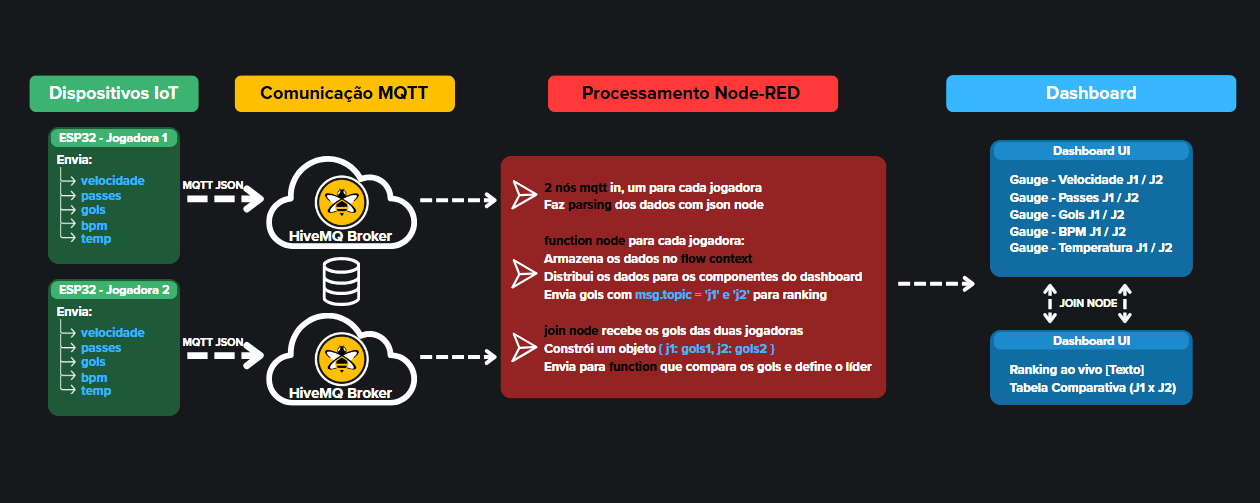 Dispositivos IoT
Comunicação MQTT
Processamento Node-RED
Dashboard
ESP32 - Jogadora 1
Envia:
velocidade
passes
gols
bpm
temp
MQTT JSON
HiveMQ Broker
ESP32 - Jogadora 2
Envia:
velocidade
passes
gols
bpm
temp
MQTT JSON
HiveMQ Broker
2 nós mqtt in, um para cada jogadora
Faz parsing dos dados com json node
function node para cada jogadora:
Armazena os dados no flow context
Distribui os dados para os componentes do dashboard
Envia gols com msg.topic = 'j1' e 'j2' para ranking
join node recebe os gols das duas jogadoras
Constrói um objeto { j1: gols1, j2: gols2 }
Envia para function que compara os gols e define o líder
Dashboard UI
Gauge - Velocidade J1 / J2
Gauge - Passes J1 / J2
Gauge - Gols J1 / J2
Gauge - BPM J1 / J2
Gauge - Temperatura J1 / J2
JOIN NODE
Dashboard UI
Ranking ao vivo [Texto]
Tabela Comparativa (J1 x J2)